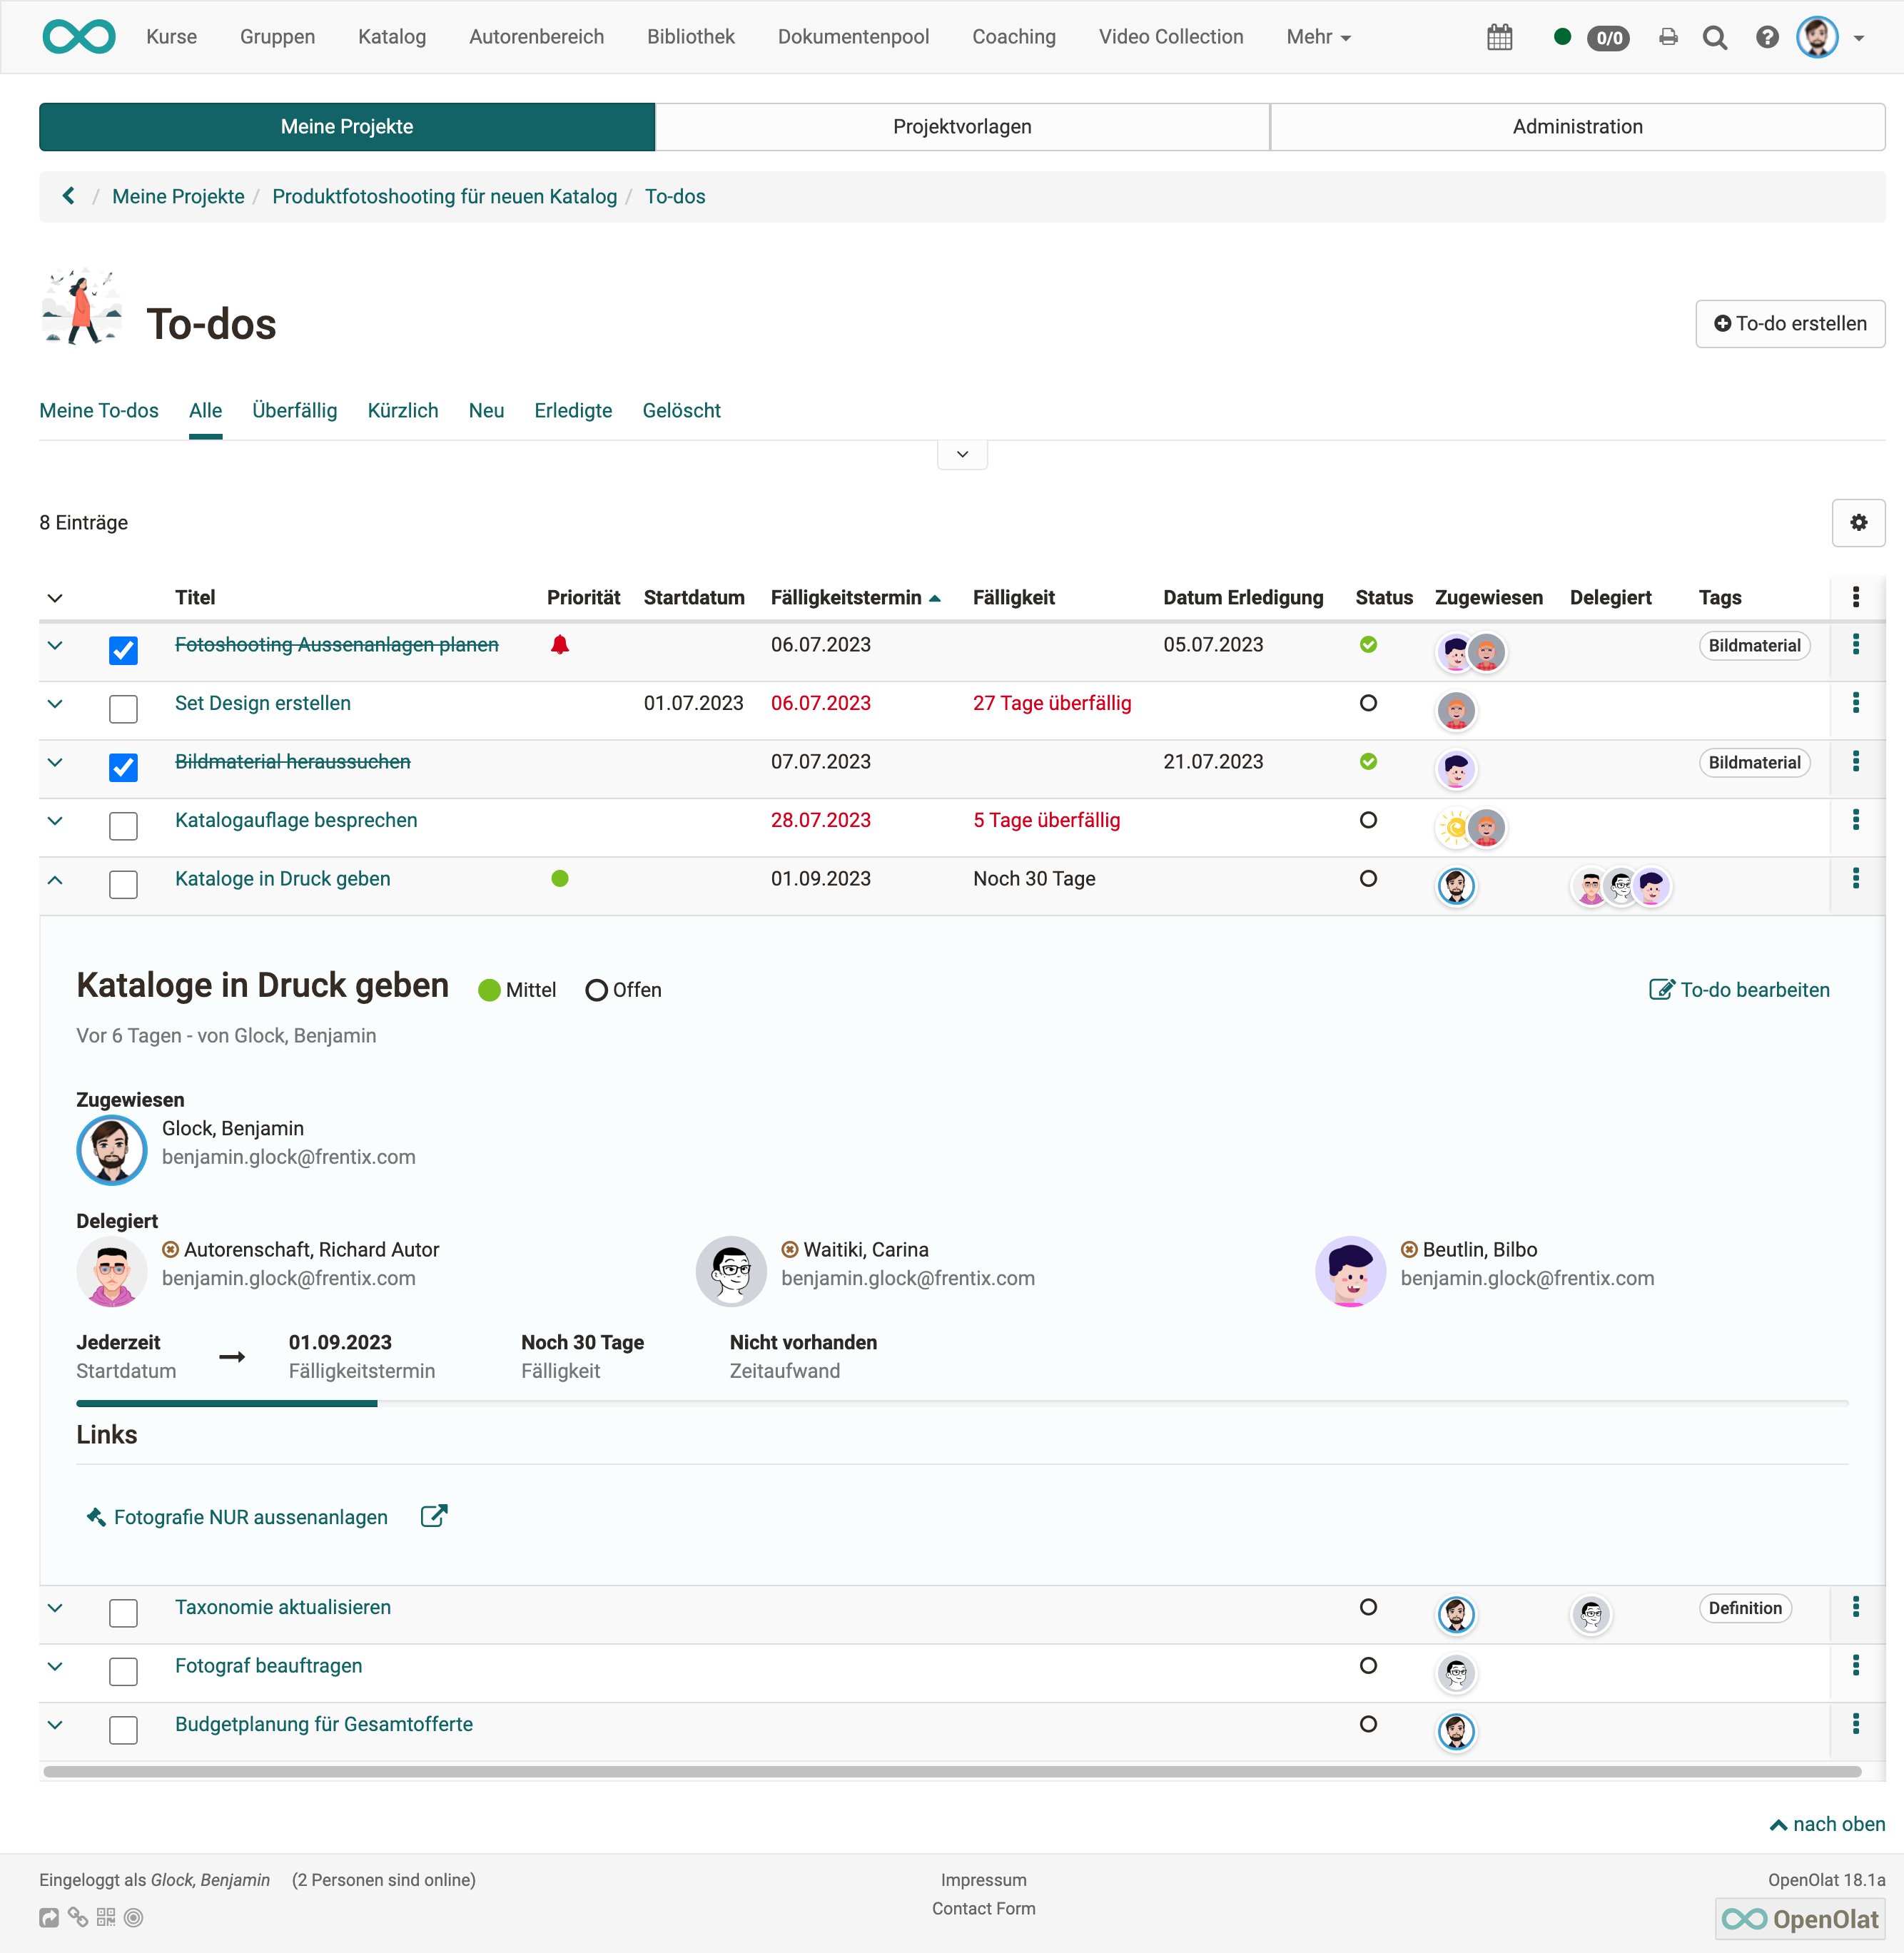 Kurse Gruppen Katalog Autorenbereich Bibliothek Dokumentenpool Coaching Video Collection Mehr 0/0
Meine Projekte Projektvorlagen Administration
/ Meine Projekte / Produktfotoshooting für neuen Katalog / To-dos
To-dos
To-do erstellen
Meine To-dos Alle Überfällig Kürzlich Neu Erledigte Gelöscht
8 Einträge
Titel Priorität Startdatum Fälligkeitstermin Fälligkeit Datum Erledigung Status Zugewiesen Delegiert Tags
Fotoshooting Aussenanlagen planen 06.07.2023 05.07.2023 Bildmaterial
Set Design erstellen 01.07.2023 06.07.2023 27 Tage überfällig
Bildmaterial heraussuchen 07.07.2023 21.07.2023 Bildmaterial
Katalogauflage besprechen 28.07.2023 5 Tage überfällig
Kataloge in Druck geben 01.09.2023 Noch 30 Tage
Kataloge in Druck geben Mittel Offen To-do bearbeiten
Vor 6 Tagen - von Glock, Benjamin
Zugewiesen
Glock, Benjamin
benjamin.glock@frentix.com
Delegiert
Autorenschaft, Richard Autor Waitiki, Carina Beutlin, Bilbo
benjamin.glock@frentix.com benjamin.glock@frentix.com benjamin.glock@frentix.com
Jederzeit 01.09.2023 Noch 30 Tage Nicht vorhanden
Startdatum Fälligkeitstermin Fälligkeit Zeitaufwand
Links
Fotografie NUR aussenanlagen
Taxonomie aktualisieren Definition
Fotograf beauftragen
Budgetplanung für Gesamtofferte
nach oben
Eingeloggt als Glock, Benjamin (2 Personen sind online) Impressum OpenOlat 18.1a
Contact Form
OpenOlat